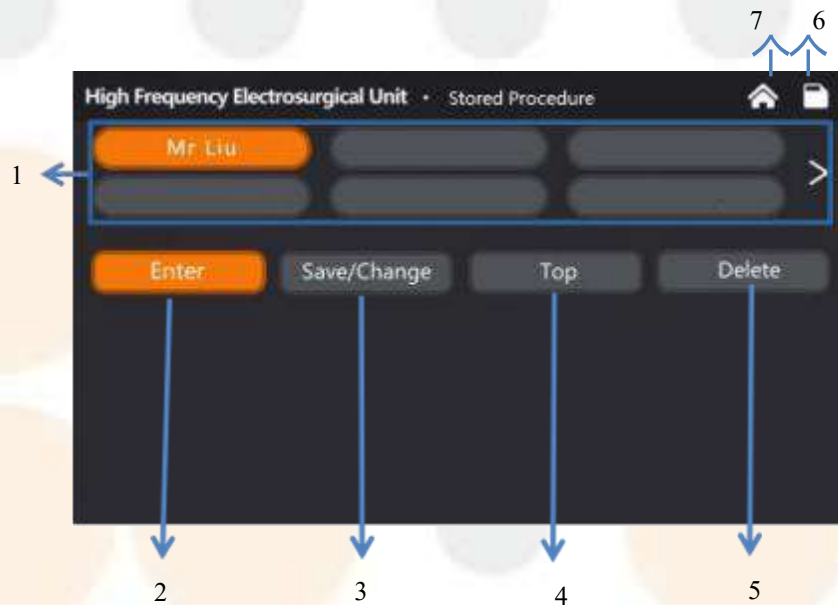 7 6
High Frequency Electrosurgical Unit · Stored Procedure
Mr Liu
>
1
Enter Save/Change Top Delete
2 3 4 5